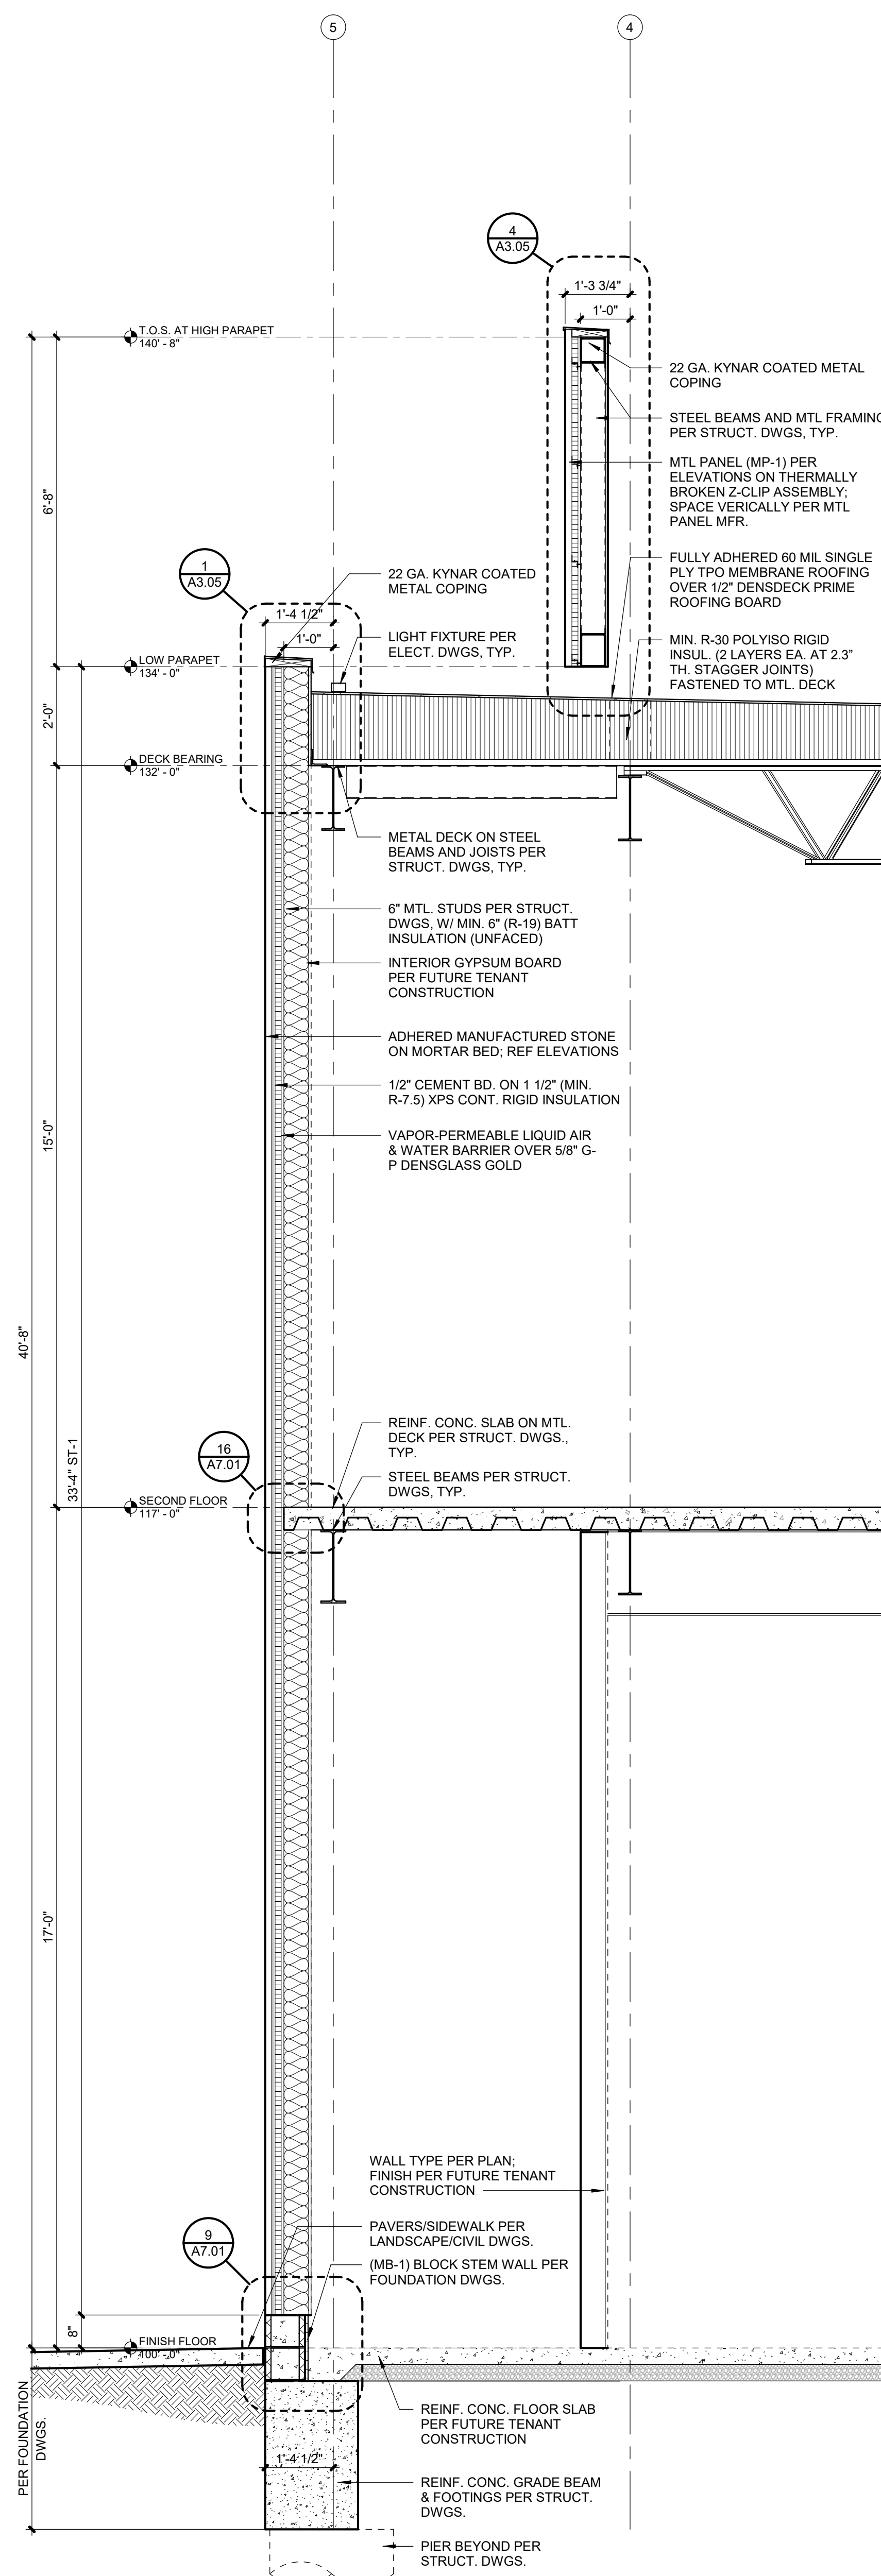 5
4
4
A3.05
1'-3 3/4"
1'-0"
T.O.S. AT HIGH PARAPET
140' - 8"
22 GA. KYNAR COATED METAL
COPING
STEEL BEAMS AND MTL FRAMING
PER STRUCT. DWGS, TYP.
MTL PANEL (MP-1) PER
ELEVATIONS ON THERMALLY
BROKEN Z-CLIP ASSEMBLY;
SPACE VERICALLY PER MTL
PANEL MFR.
6'-8"
1
A3.05
22 GA. KYNAR COATED
METAL COPING
FULLY ADHERED 60 MIL SINGLE
PLY TPO MEMBRANE ROOFING
OVER 1/2" DENSDECK PRIME
ROOFING BOARD
1'-4 1/2"
1'-0"
LIGHT FIXTURE PER
ELECT. DWGS, TYP.
MIN. R-30 POLYISO RIGID
INSUL. (2 LAYERS EA. AT 2.3"
TH. STAGGER JOINTS)
FASTENED TO MTL. DECK
LOW PARAPET
134' - 0"
2'-0"
DECK BEARING
132' - 0"
METAL DECK ON STEEL
BEAMS AND JOISTS PER
STRUCT. DWGS, TYP.
6" MTL. STUDS PER STRUCT.
DWGS, W/ MIN. 6" (R-19) BATT
INSULATION (UNFACED)
INTERIOR GYPSUM BOARD
PER FUTURE TENANT
CONSTRUCTION
ADHERED MANUFACTURED STONE
ON MORTAR BED; REF ELEVATIONS
1/2" CEMENT BD. ON 1 1/2" (MIN.
R-7.5) XPS CONT. RIGID INSULATION
VAPOR-PERMEABLE LIQUID AIR
& WATER BARRIER OVER 5/8" G-
P DENSGLASS GOLD
15'-0"
40'-8"
33'-4" ST-1
16
A7.01
REINF. CONC. SLAB ON MTL.
DECK PER STRUCT. DWGS.,
TYP.
STEEL BEAMS PER STRUCT.
DWGS, TYP.
SECOND FLOOR
117' - 0"
17'-0"
WALL TYPE PER PLAN;
FINISH PER FUTURE TENANT
CONSTRUCTION
9
A7.01
PAVERS/SIDEWALK PER
LANDSCAPE/CIVIL DWGS.
(MB-1) BLOCK STEM WALL PER
FOUNDATION DWGS.
8"
FINISH FLOOR
100' - 0"
PER FOUNDATION
DWGS.
REINF. CONC. FLOOR SLAB
PER FUTURE TENANT
CONSTRUCTION
1'-4 1/2"
REINF. CONC. GRADE BEAM
& FOOTINGS PER STRUCT.
DWGS.
PIER BEYOND PER
STRUCT. DWGS.